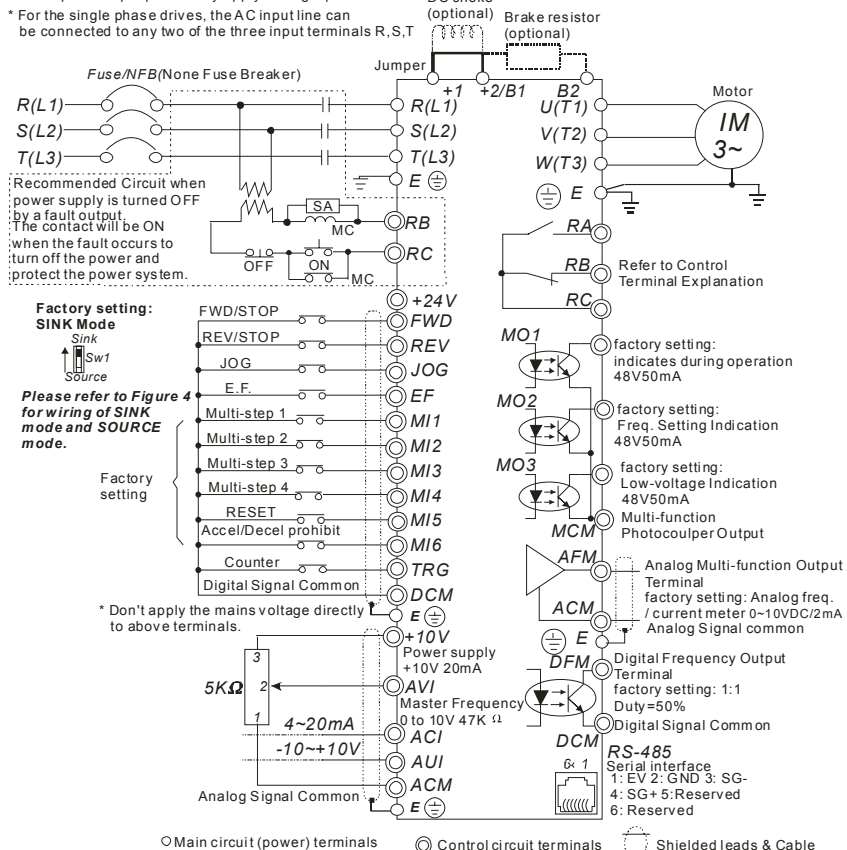 * For the single phase drives, the AC input line can
be connected to any two of the three input terminals R,S,T
(optional)
Brake resistor
(optional)
Jumper
+1
+2/B1
B2
Fuse/NFB(None Fuse Breaker)
R(L1)
S(L2)
T(L3)
R(L1)
S(L2)
T(L3)
E
Recommended Circuit when
power supply is turned OFF
by a fault output.
The contact will be ON
when the fault occurs to
turn off the power and
protect the power system.
SA
MC
OFF
ON
MC
RB
RC
U(T1)
V(T2)
W(T3)
E
Motor
IM
3~
RA
RB
RC
Refer to Control
Terminal Explanation
Factory setting:
SINK Mode
Sink
Sw1
Source
Please refer to Figure 4
for wiring of SINK
mode and SOURCE
mode.
Factory
setting
+24V
FWD/STOP
FWD
REV/STOP
REV
JOG
JOG
E.F.
EF
Multi-step 1
MI1
Multi-step 2
MI2
Multi-step 3
MI3
Multi-step 4
MI4
RESET
MI5
Accel/Decel prohibit
MI6
Counter
TRG
Digital Signal Common
DCM
E
* Don't apply the mains voltage directly
to above terminals.
MO1
factory setting:
indicates during operation
48V50mA
MO2
factory setting:
Freq. Setting Indication
48V50mA
MO3
factory setting:
Low-voltage Indication
48V50mA
MCM
Multi-function
Photocoulper Output
AFM
Analog Multi-function Output
Terminal
factory setting: Analog freq.
/ current meter 0~10VDC/2mA
ACM
Analog Signal common
E
DFM
Digital Frequency Output
Terminal
factory setting: 1:1
Duty=50%
DCM
Digital Signal Common
+10V
Power supply
+10V 20mA
3
2
1
5KΩ
AVI
Master Frequency
0 to 10V 47K Ω
4~20mA
ACI
-10~+10V
AUI
ACM
Analog Signal Common
E
RS-485
Serial interface
6 1
1: EV 2: GND 3: SG-
4: SG+ 5:Reserved
6: Reserved
Main circuit (power) terminals
Control circuit terminals
Shielded leads & Cable